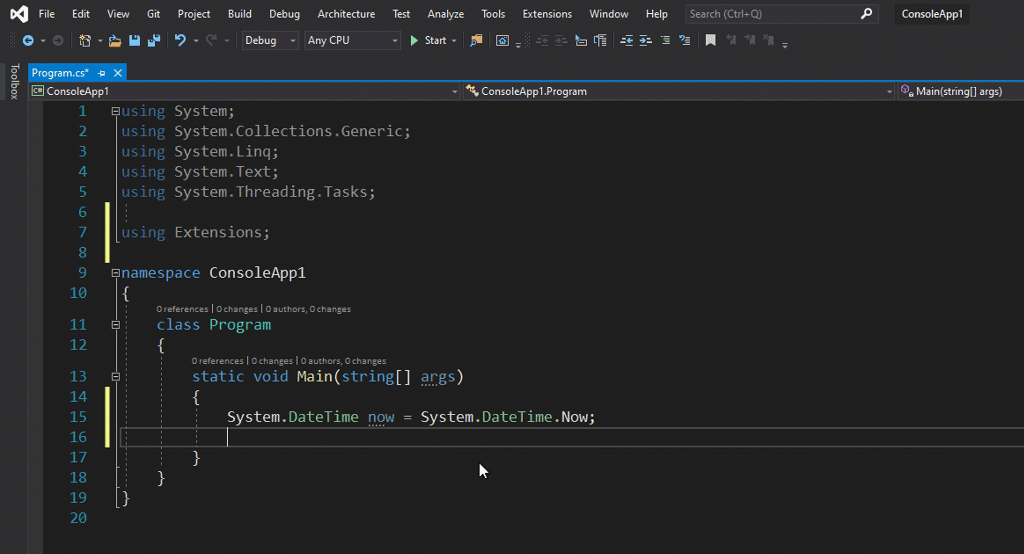 File Edit View Git Project Build Debug Architecture Test Analyze Tools Extensions Window Help Search (Ctrl+Q) ConsoleApp1
Debug Any CPU Start
Toolbox
Program.cs*
ConsoleApp1 ConsoleApp1.Program Main(string[] args)
1 using System;
2 using System.Collections.Generic;
3 using System.Linq;
4 using System.Text;
5 using System.Threading.Tasks;
6
7 using Extensions;
8
9 namespace ConsoleApp1
10 {
0 references | 0 changes | 0 authors, 0 changes
11 class Program
12 {
0 references | 0 changes | 0 authors, 0 changes
13 static void Main(string[] args)
14 {
15 System.DateTime now = System.DateTime.Now;
16
17 }
18 }
19 }
20